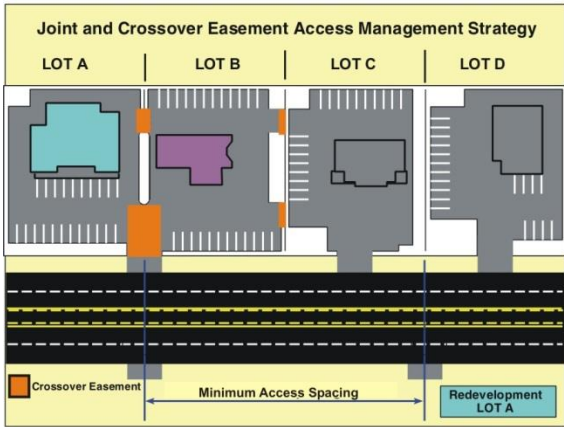 Joint and Crossover Easement Access Management Strategy
LOT A LOT B LOT C LOT D
Crossover Easement
Minimum Access Spacing
Redevelopment
LOT A